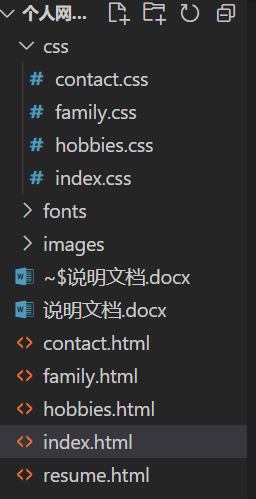 个人网...
css
contact.css
family.css
hobbies.css
index.css
fonts
images
~$说明文档.docx
说明文档.docx
contact.html
family.html
hobbies.html
index.html
resume.html